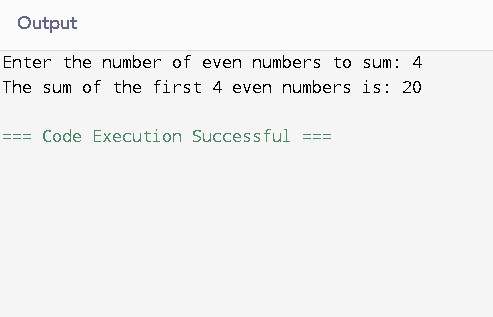 Output
Enter the number of even numbers to sum: 4
The sum of the first 4 even numbers is: 20
=== Code Execution Successful ===